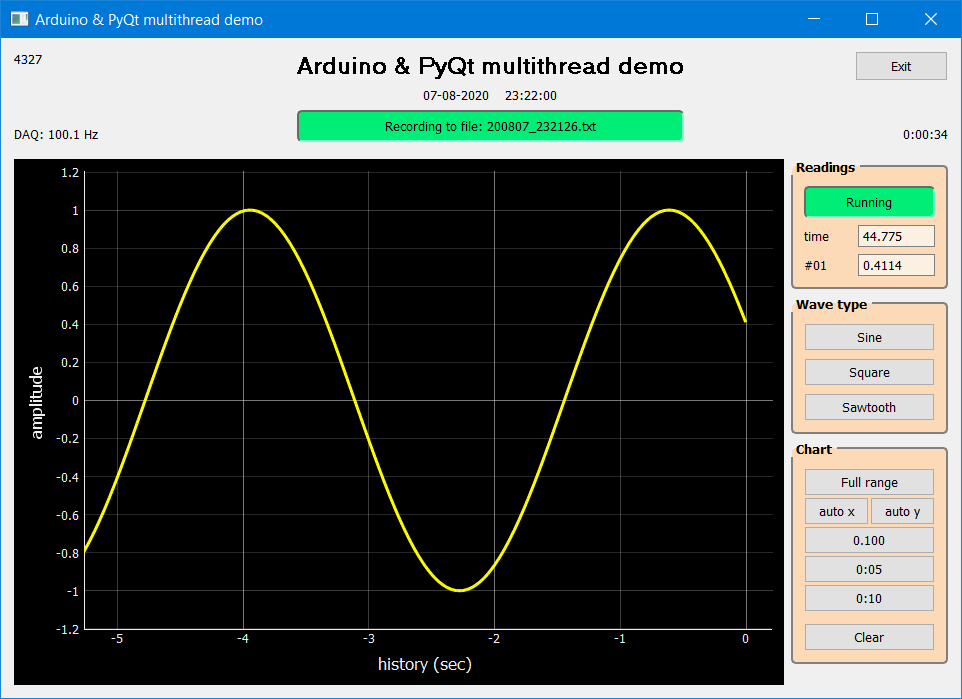 Arduino & PyQt multithread demo
4327
Arduino & PyQt multithread demo
Exit
07-08-2020 23:22:00
Recording to file: 200807_232126.txt
DAQ: 100.1 Hz
0:00:34
1.2
1
0.8
0.6
0.4
0.2
0
-0.2
-0.4
-0.6
-0.8
-1
-1.2
amplitude
-5 -4 -3 -2 -1 0
history (sec)
Readings
Running
time 44.775
#01 0.4114
Wave type
Sine
Square
Sawtooth
Chart
Full range
auto x auto y
0.100
0:05
0:10
Clear